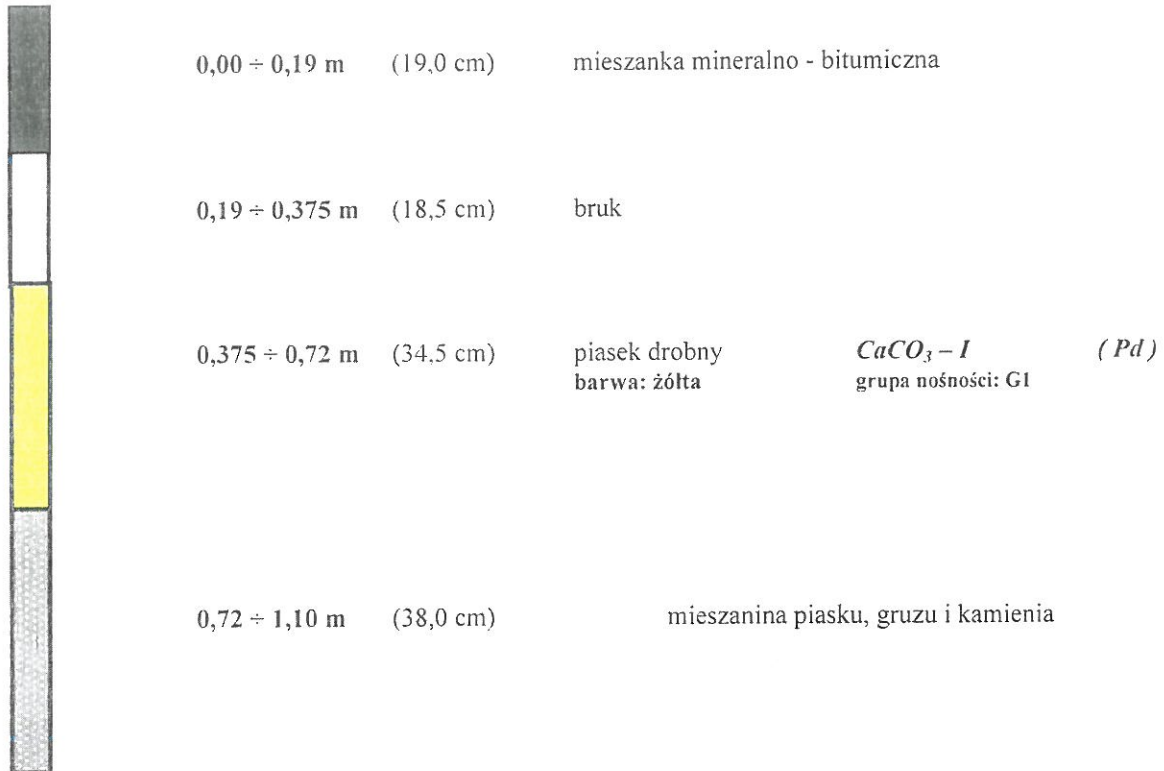 0,00 ÷ 0,19 m (19,0 cm) mieszanka mineralno - bitumiczna
0,19 ÷ 0,375 m (18,5 cm) bruk
0,375 ÷ 0,72 m (34,5 cm) piasek drobny CaCO₃ – I ( Pd )
barwa: żółta grupa nośności: G1
0,72 ÷ 1,10 m (38,0 cm) mieszanina piasku, gruzu i kamienia